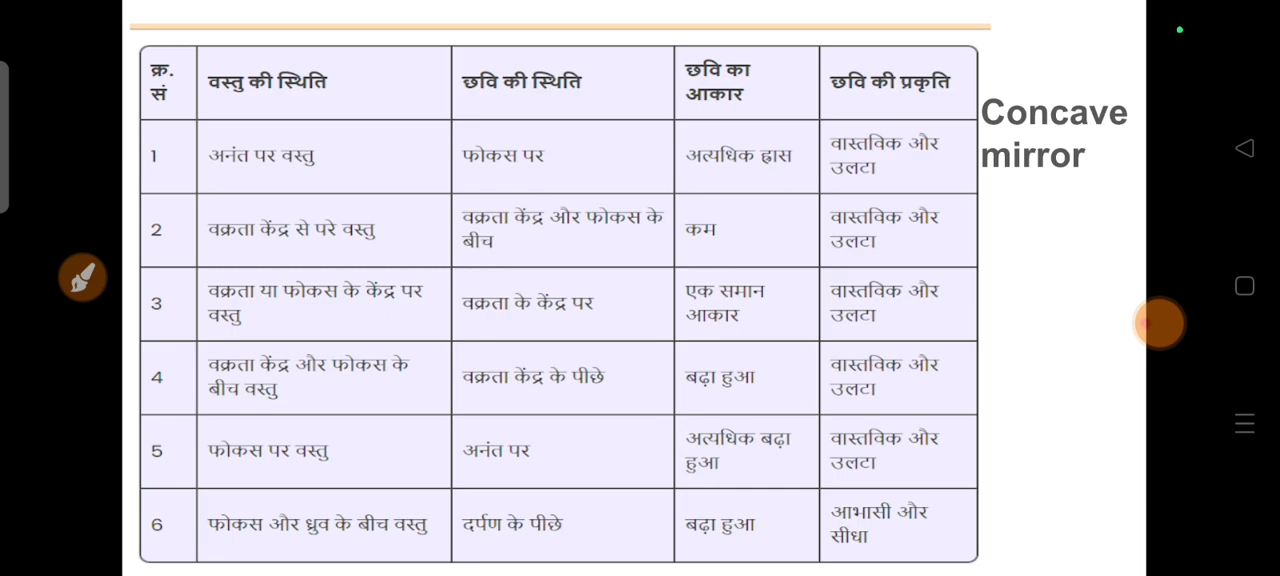 क्र.
सं
वस्तु की स्थिति
छवि की स्थिति
छवि का
आकार
छवि की प्रकृति
Concave
mirror
1
अनंत पर वस्तु
फोकस पर
अत्यधिक ह्रास
वास्तविक और
उलटा
2
वक्रता केंद्र से परे वस्तु
वक्रता केंद्र और फोकस के
बीच
कम
वास्तविक और
उलटा
3
वक्रता या फोकस के केंद्र पर
वस्तु
वक्रता के केंद्र पर
एक समान
आकार
वास्तविक और
उलटा
4
वक्रता केंद्र और फोकस के
बीच वस्तु
वक्रता केंद्र के पीछे
बढ़ा हुआ
वास्तविक और
उलटा
5
फोकस पर वस्तु
अनंत पर
अत्यधिक बढ़ा
हुआ
वास्तविक और
उलटा
6
फोकस और ध्रुव के बीच वस्तु
दर्पण के पीछे
बढ़ा हुआ
आभासी और
सीधा